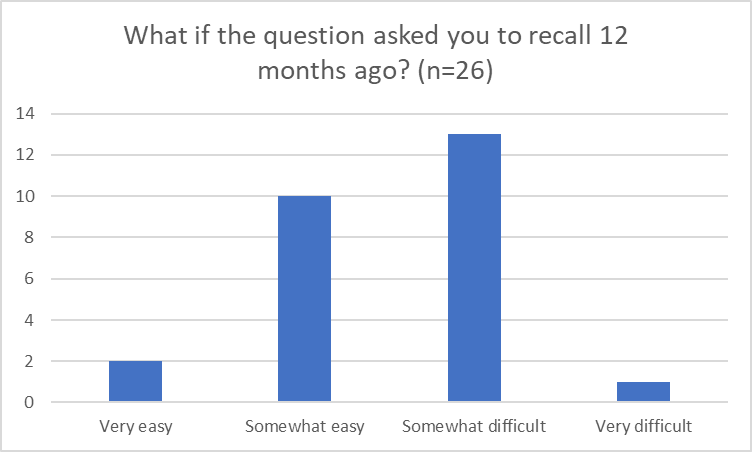 What if the question asked you to recall 12
months ago? (n=26)
14
12
10
8
6
4
2
0
Very easy
Somewhat easy
Somewhat difficult
Very difficult